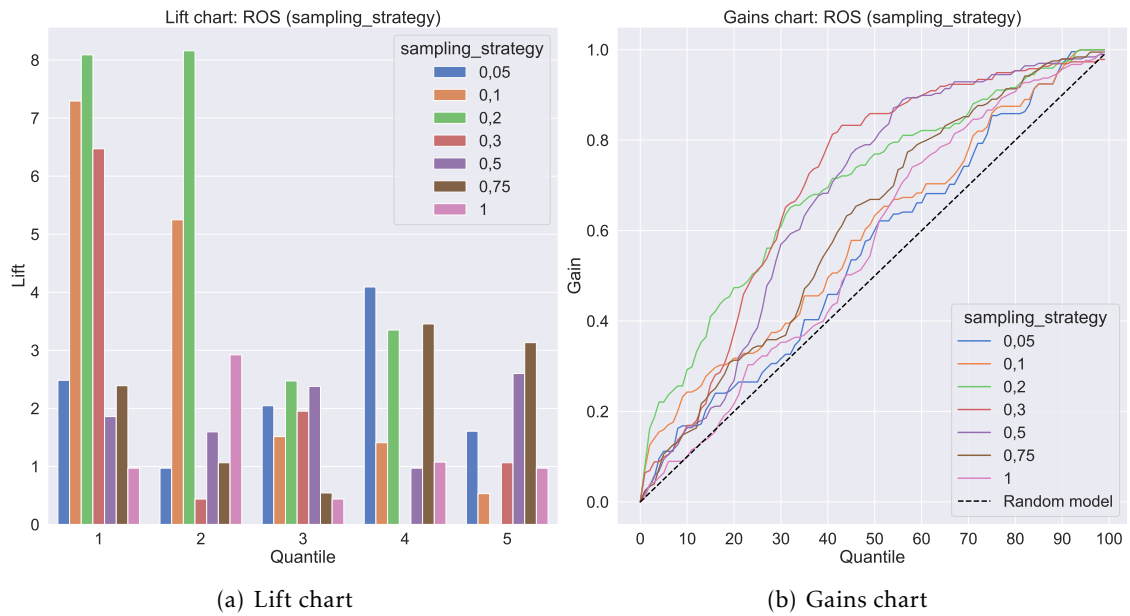 Lift chart: ROS (sampling_strategy)
8
7
6
5
4
3
2
1
0
Lift
sampling_strategy
0,05
0,1
0,2
0,3
0,5
0,75
1
1 2 3 4 5
Quantile
(a) Lift chart
Gains chart: ROS (sampling_strategy)
1.0
0.8
0.6
0.4
0.2
0.0
Gain
sampling_strategy
0,05
0,1
0,2
0,3
0,5
0,75
1
Random model
0 10 20 30 40 50 60 70 80 90 100
Quantile
(b) Gains chart